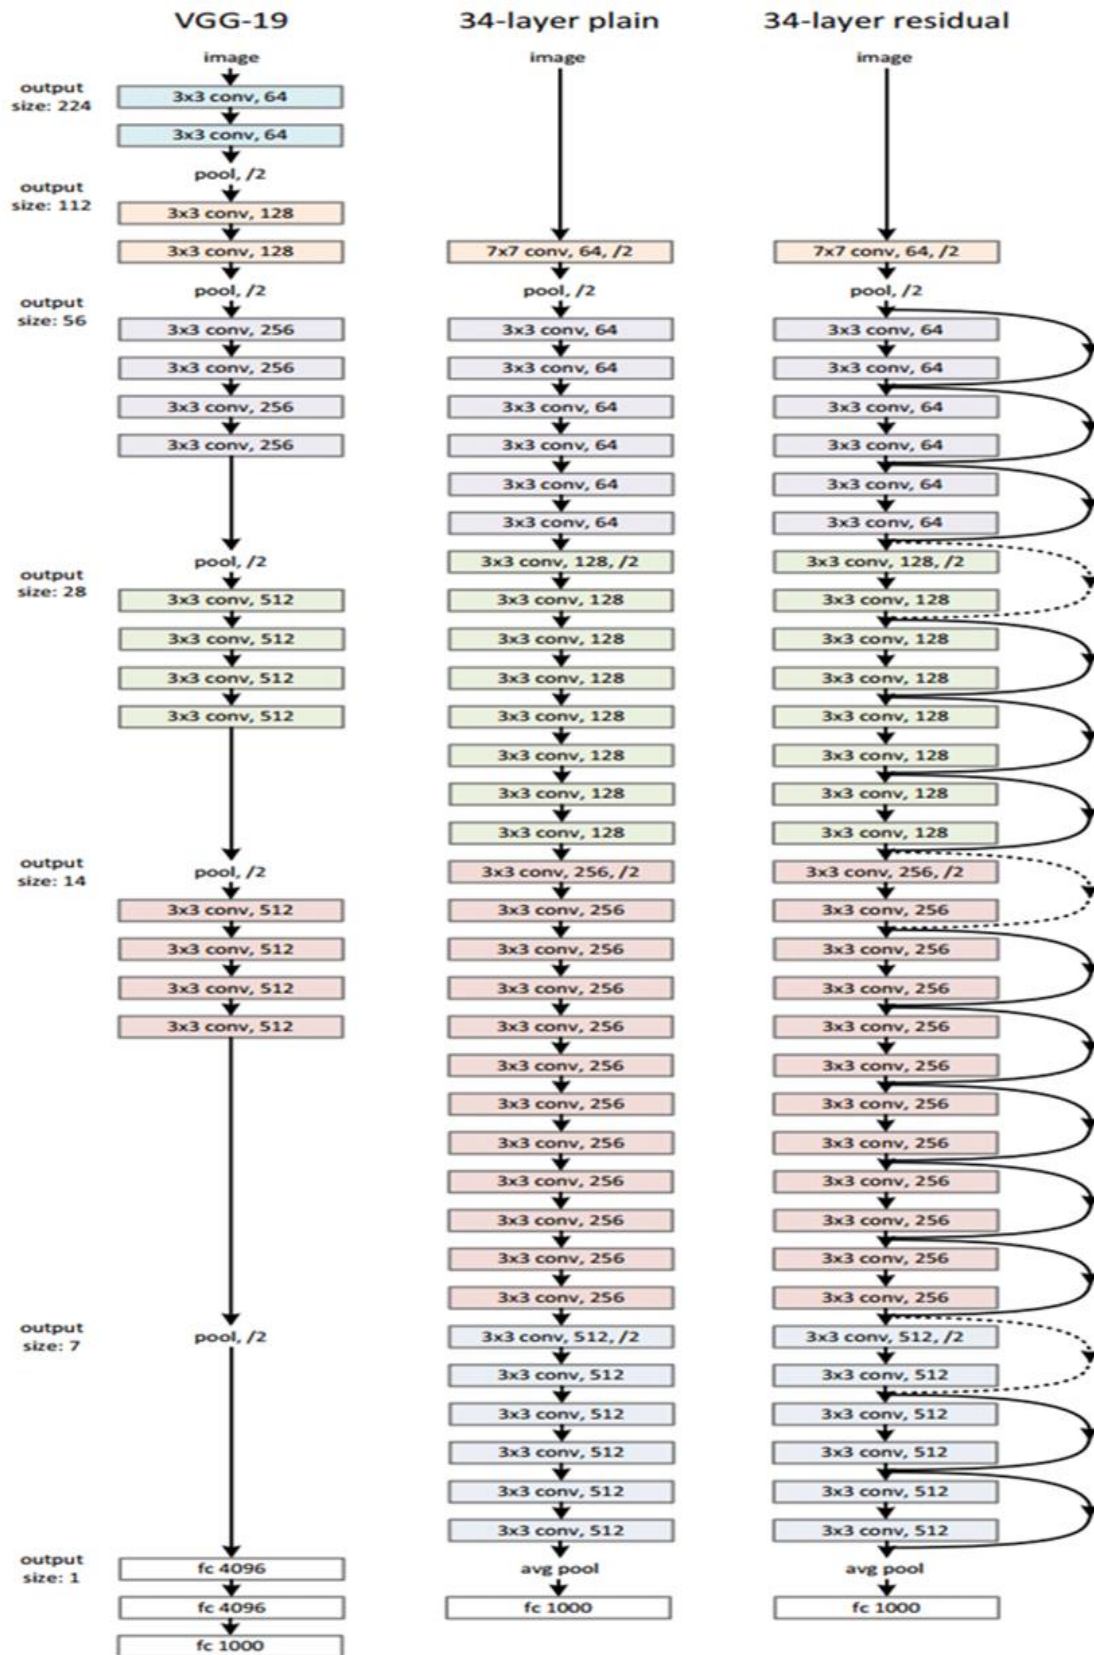 output
size: 224
output
size: 112
output
size: 56
output
size: 28
output
size: 14
output
size: 7
output
size: 1
VGG-19
image
3x3 conv, 64
3x3 conv, 64
pool, /2
3x3 conv, 128
3x3 conv, 128
pool, /2
3x3 conv, 256
3x3 conv, 256
3x3 conv, 256
3x3 conv, 256
pool, /2
3x3 conv, 512
3x3 conv, 512
3x3 conv, 512
3x3 conv, 512
pool, /2
3x3 conv, 512
3x3 conv, 512
3x3 conv, 512
3x3 conv, 512
pool, /2
fc 4096
fc 4096
fc 1000
34-layer plain
image
7x7 conv, 64, /2
pool, /2
3x3 conv, 64
3x3 conv, 64
3x3 conv, 64
3x3 conv, 64
3x3 conv, 64
3x3 conv, 64
3x3 conv, 128, /2
3x3 conv, 128
3x3 conv, 128
3x3 conv, 128
3x3 conv, 128
3x3 conv, 128
3x3 conv, 128
3x3 conv, 128
3x3 conv, 256, /2
3x3 conv, 256
3x3 conv, 256
3x3 conv, 256
3x3 conv, 256
3x3 conv, 256
3x3 conv, 256
3x3 conv, 256
3x3 conv, 256
3x3 conv, 256
3x3 conv, 256
3x3 conv, 256
3x3 conv, 512, /2
3x3 conv, 512
3x3 conv, 512
3x3 conv, 512
3x3 conv, 512
3x3 conv, 512
avg pool
fc 1000
34-layer residual
image
7x7 conv, 64, /2
pool, /2
3x3 conv, 64
3x3 conv, 64
3x3 conv, 64
3x3 conv, 64
3x3 conv, 64
3x3 conv, 64
3x3 conv, 128, /2
3x3 conv, 128
3x3 conv, 128
3x3 conv, 128
3x3 conv, 128
3x3 conv, 128
3x3 conv, 128
3x3 conv, 128
3x3 conv, 256, /2
3x3 conv, 256
3x3 conv, 256
3x3 conv, 256
3x3 conv, 256
3x3 conv, 256
3x3 conv, 256
3x3 conv, 256
3x3 conv, 256
3x3 conv, 256
3x3 conv, 256
3x3 conv, 256
3x3 conv, 512, /2
3x3 conv, 512
3x3 conv, 512
3x3 conv, 512
3x3 conv, 512
3x3 conv, 512
avg pool
fc 1000